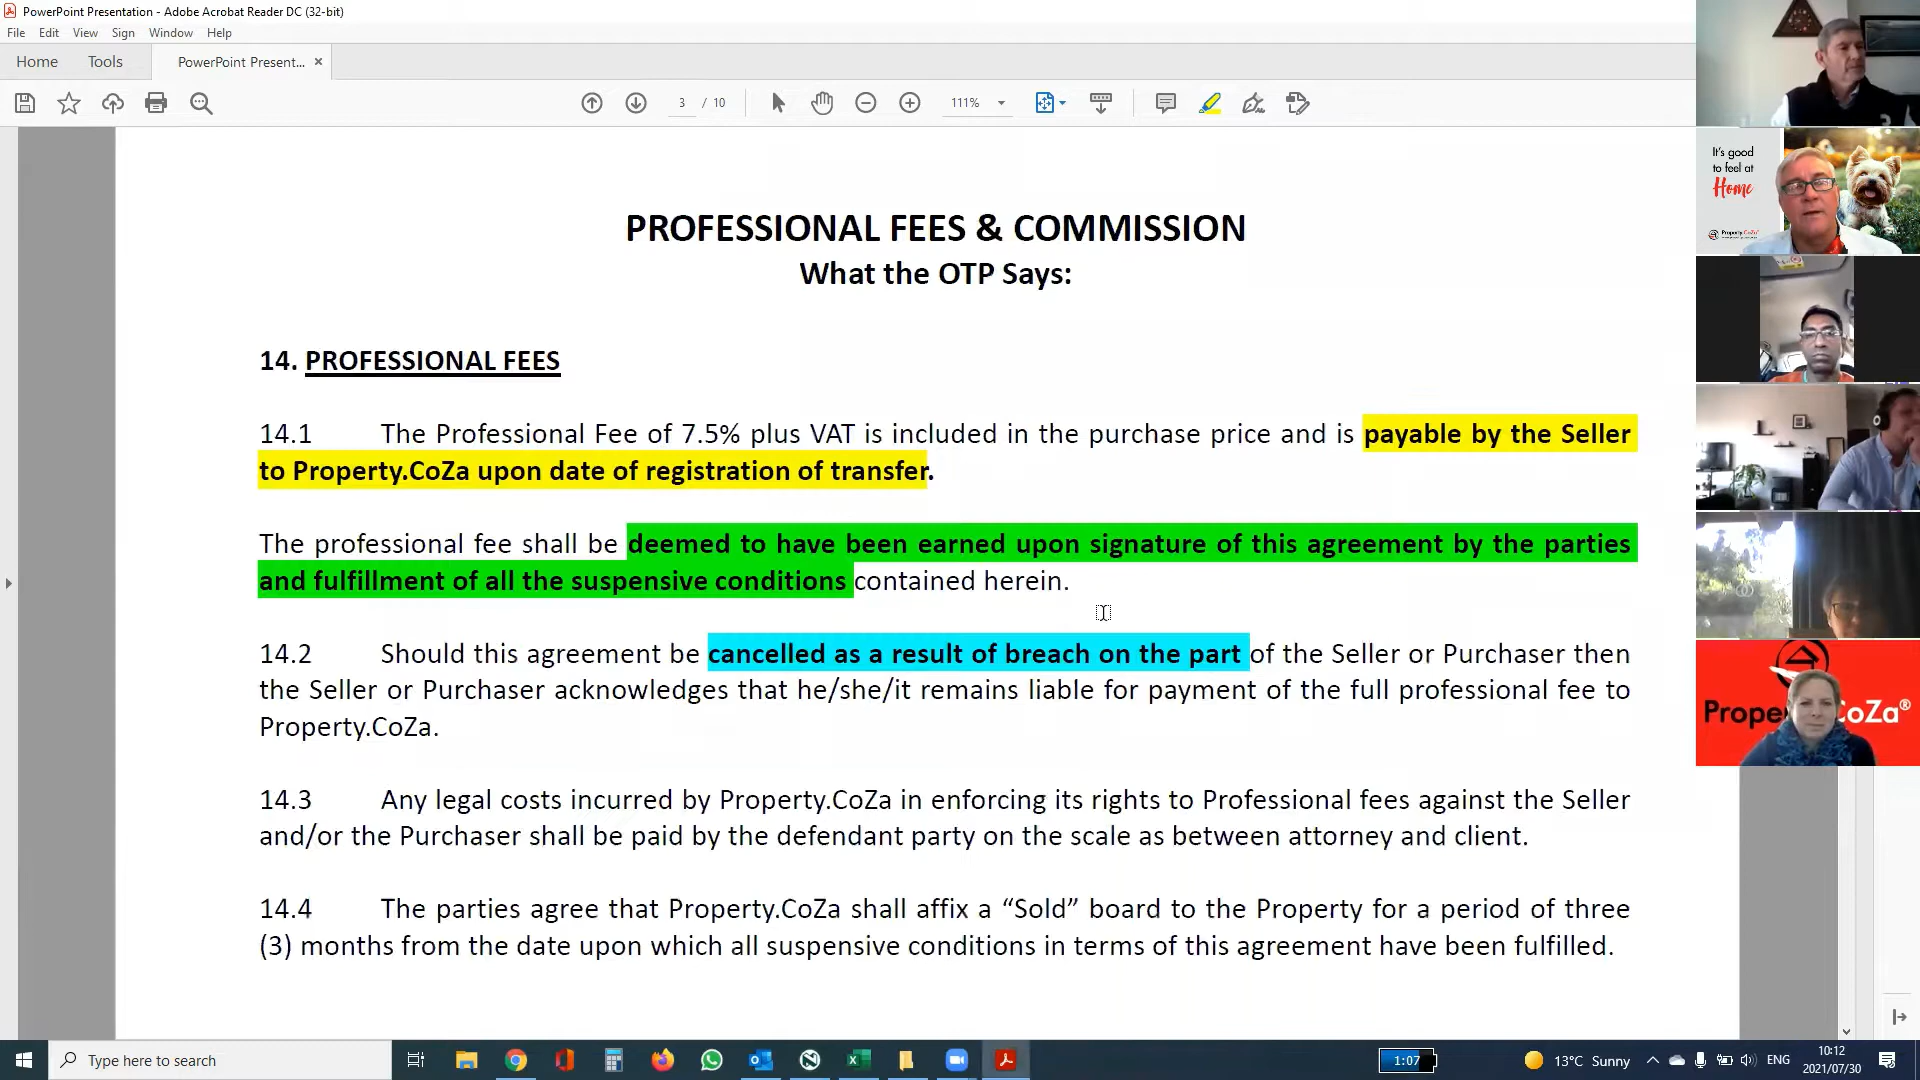 PowerPoint Presentation - Adobe Acrobat Reader DC (32-bit)
File Edit View Sign Window Help
Home Tools PowerPoint Present... ×
3 / 10 111%
PROFESSIONAL FEES & COMMISSION
What the OTP Says:
14. PROFESSIONAL FEES
14.1 The Professional Fee of 7.5% plus VAT is included in the purchase price and is payable by the Seller
to Property.CoZa upon date of registration of transfer.
The professional fee shall be deemed to have been earned upon signature of this agreement by the parties
and fulfillment of all the suspensive conditions contained herein.
14.2 Should this agreement be cancelled as a result of breach on the part of the Seller or Purchaser then
the Seller or Purchaser acknowledges that he/she/it remains liable for payment of the full professional fee to
Property.CoZa.
14.3 Any legal costs incurred by Property.CoZa in enforcing its rights to Professional fees against the Seller
and/or the Purchaser shall be paid by the defendant party on the scale as between attorney and client.
14.4 The parties agree that Property.CoZa shall affix a “Sold” board to the Property for a period of three
(3) months from the date upon which all suspensive conditions in terms of this agreement have been fulfilled.
It's good
to feel at
Home
Property.CoZa
Prope CoZa®
Type here to search
1:07
13°C Sunny
ENG
10:12
2021/07/30